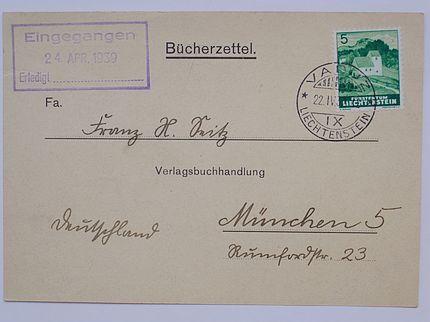 Eingegangen
24. APR. 1939
Erledigt
Bücherzettel.
5
FÜRSTENTUM
LIECHTENSTEIN
VADUZ
22.IV
LIECHTENSTEIN
IX
Fa.
Franz H. Seitz
Verlagsbuchhandlung
Deutschland
München 5
Rumfordstr. 23